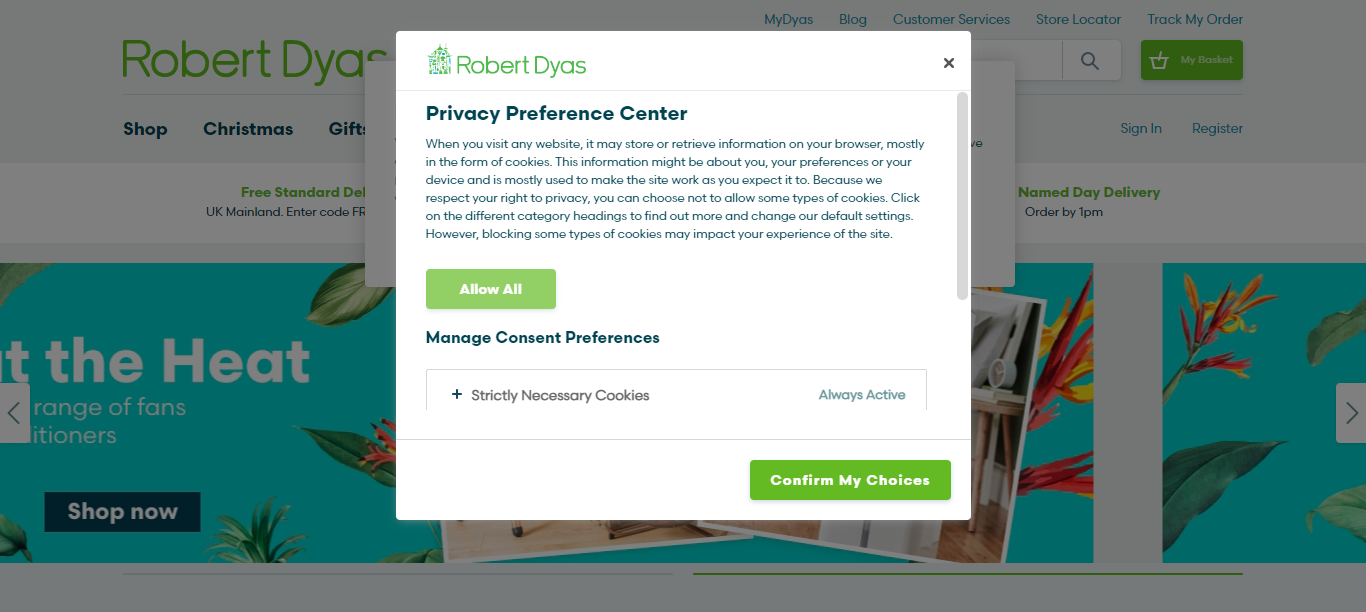 MyDyas Blog Customer Services Store Locator Track My Order
Robert Dyas
My Basket
Shop Christmas Gifts
Sign In Register
Free Standard Del
UK Mainland. Enter code FR
Named Day Delivery
Order by 1pm
Robert Dyas
Privacy Preference Center
When you visit any website, it may store or retrieve information on your browser, mostly
in the form of cookies. This information might be about you, your preferences or your
device and is mostly used to make the site work as you expect it to. Because we
respect your right to privacy, you can choose not to allow some types of cookies. Click
on the different category headings to find out more and change our default settings.
However, blocking some types of cookies may impact your experience of the site.
Allow All
Manage Consent Preferences
Strictly Necessary Cookies Always Active
Confirm My Choices
t the Heat
range of fans
itioners
Shop now